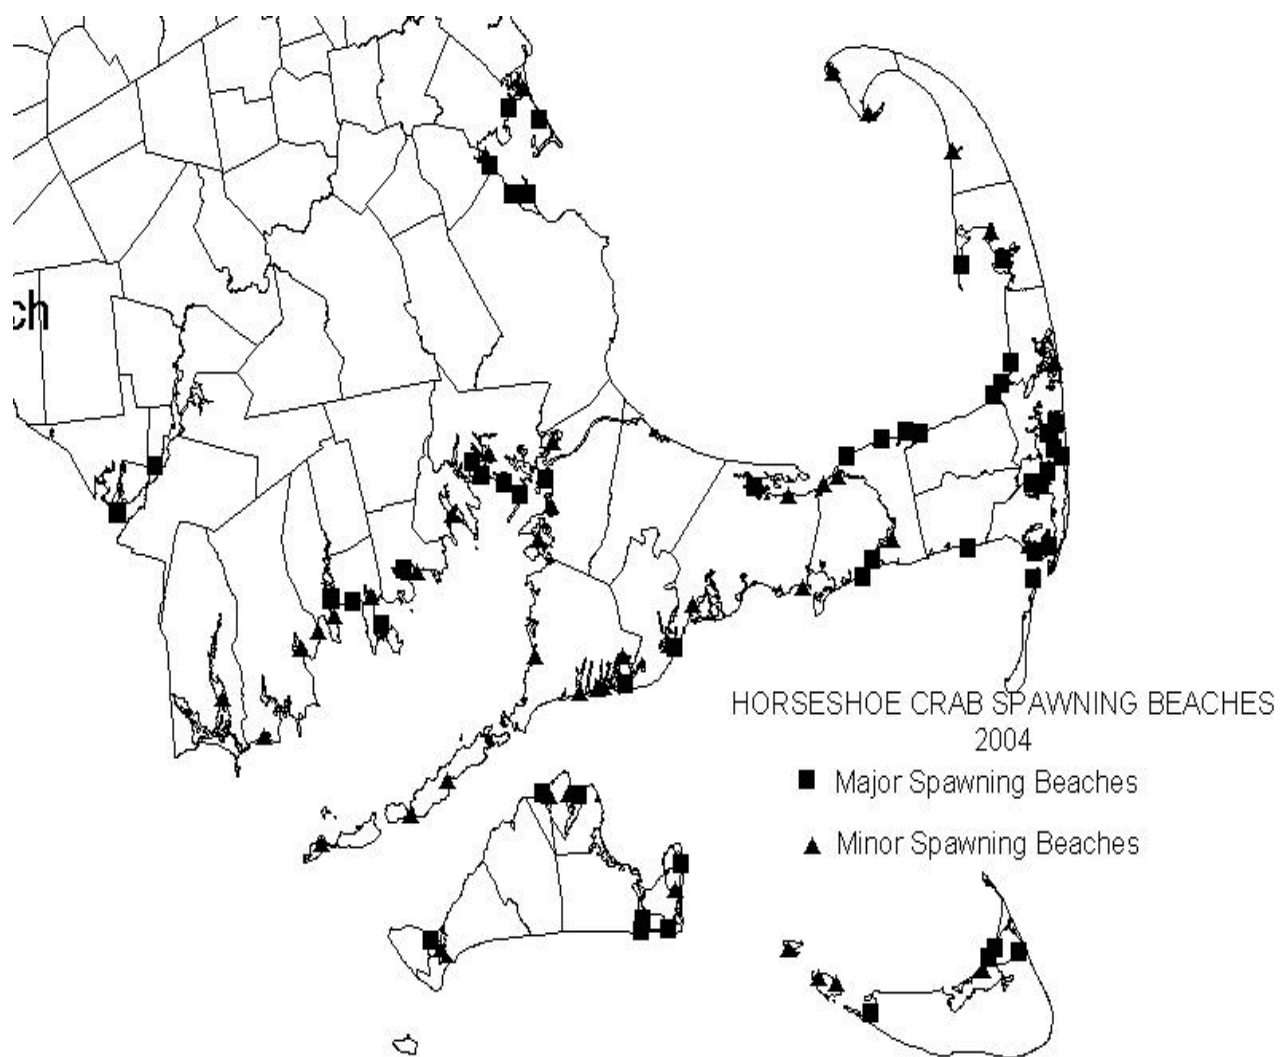 ch
HORSESHOE CRAB SPAWNING BEACHES
2004
Major Spawning Beaches
Minor Spawning Beaches